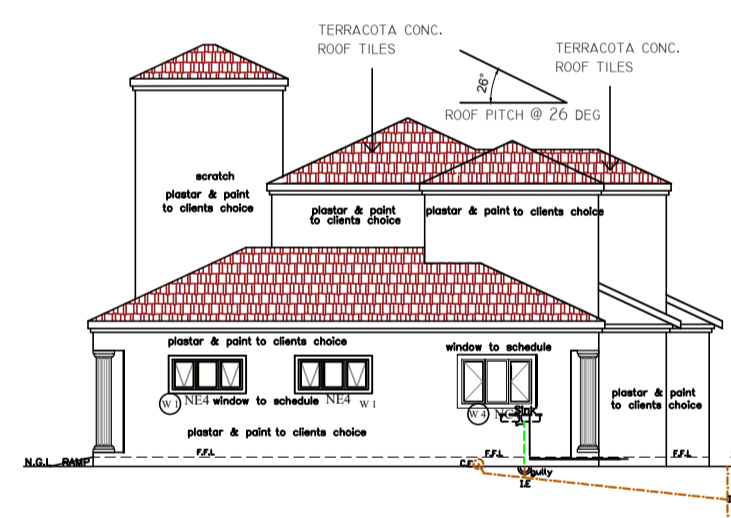 TERRACOTA CONC.
ROOF TILES
TERRACOTA CONC.
ROOF TILES
26°
ROOF PITCH @ 26 DEG
scratch
plastar & paint
to clients choice
plastar & paint
to clients choice
plastar & paint to clients choice
plastar & paint to clients choice
window to schedule
W 1
NE4
window to schedule
NE4
W 1
W 4
Sink
plastar & paint
to clients choice
plastar & paint to clients choice
F.F.L
F.F.L
F.F.L
N.G.L
RAMP
C.E
gully
I.E